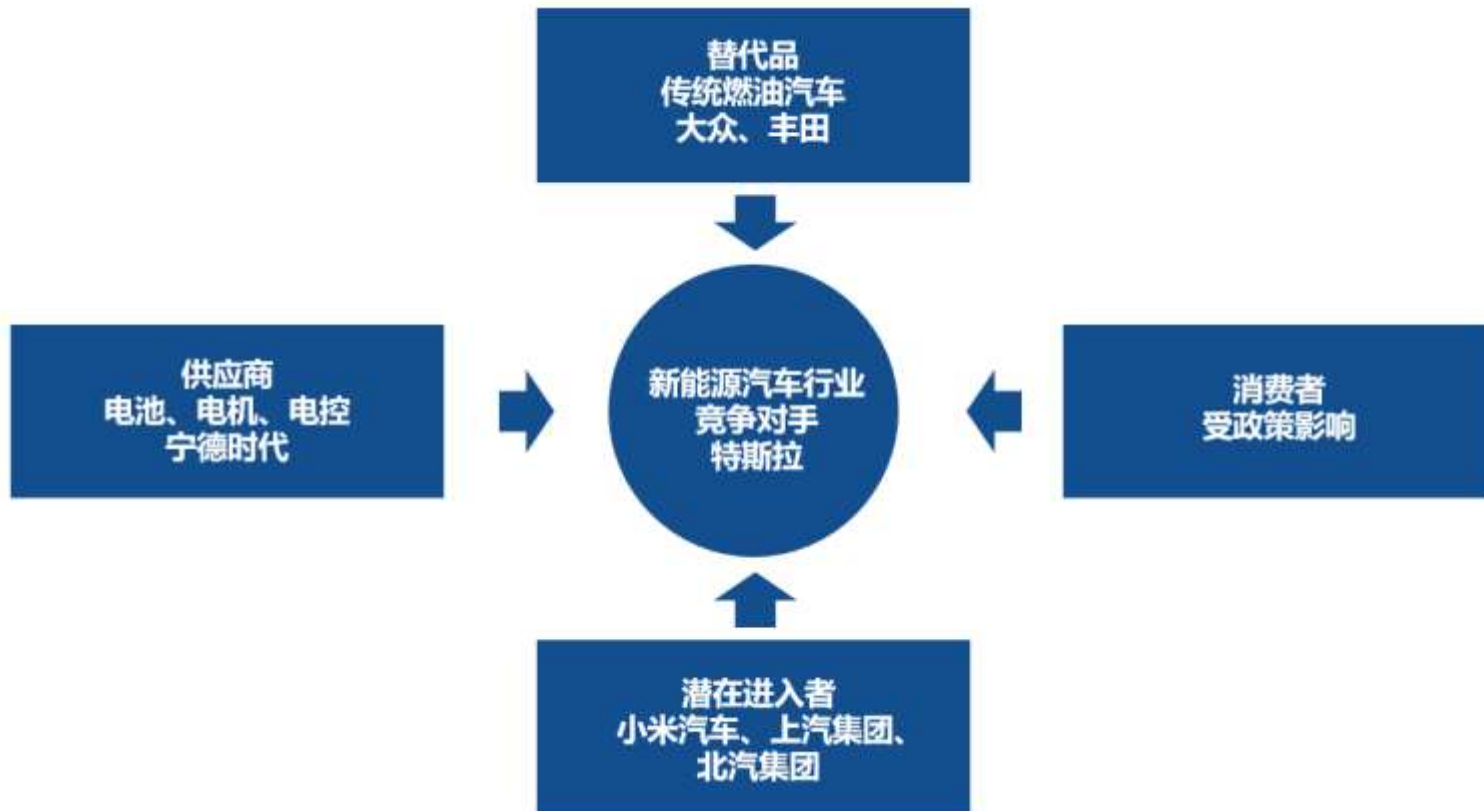 替代品
传统燃油汽车
大众、丰田
供应商
电池、电机、电控
宁德时代
新能源汽车行业
竞争对手
特斯拉
消费者
受政策影响
潜在进入者
小米汽车、上汽集团、
北汽集团